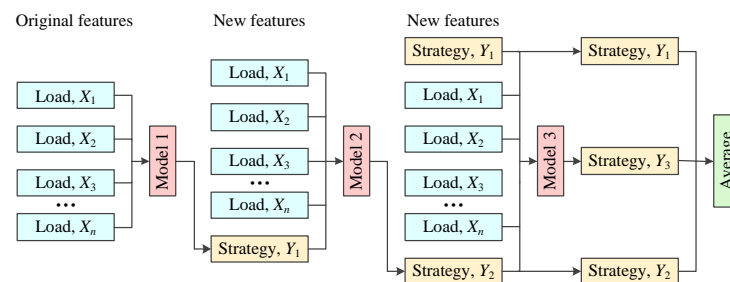 Original features
New features
New features
Load, X1
Load, X2
Load, X3
...
Load, Xn
Model 1
Load, X1
Load, X2
Load, X3
...
Load, Xn
Strategy, Y1
Model 2
Strategy, Y1
Load, X1
Load, X2
Load, X3
...
Load, Xn
Strategy, Y2
Model 3
Strategy, Y1
Strategy, Y3
Strategy, Y2
Average